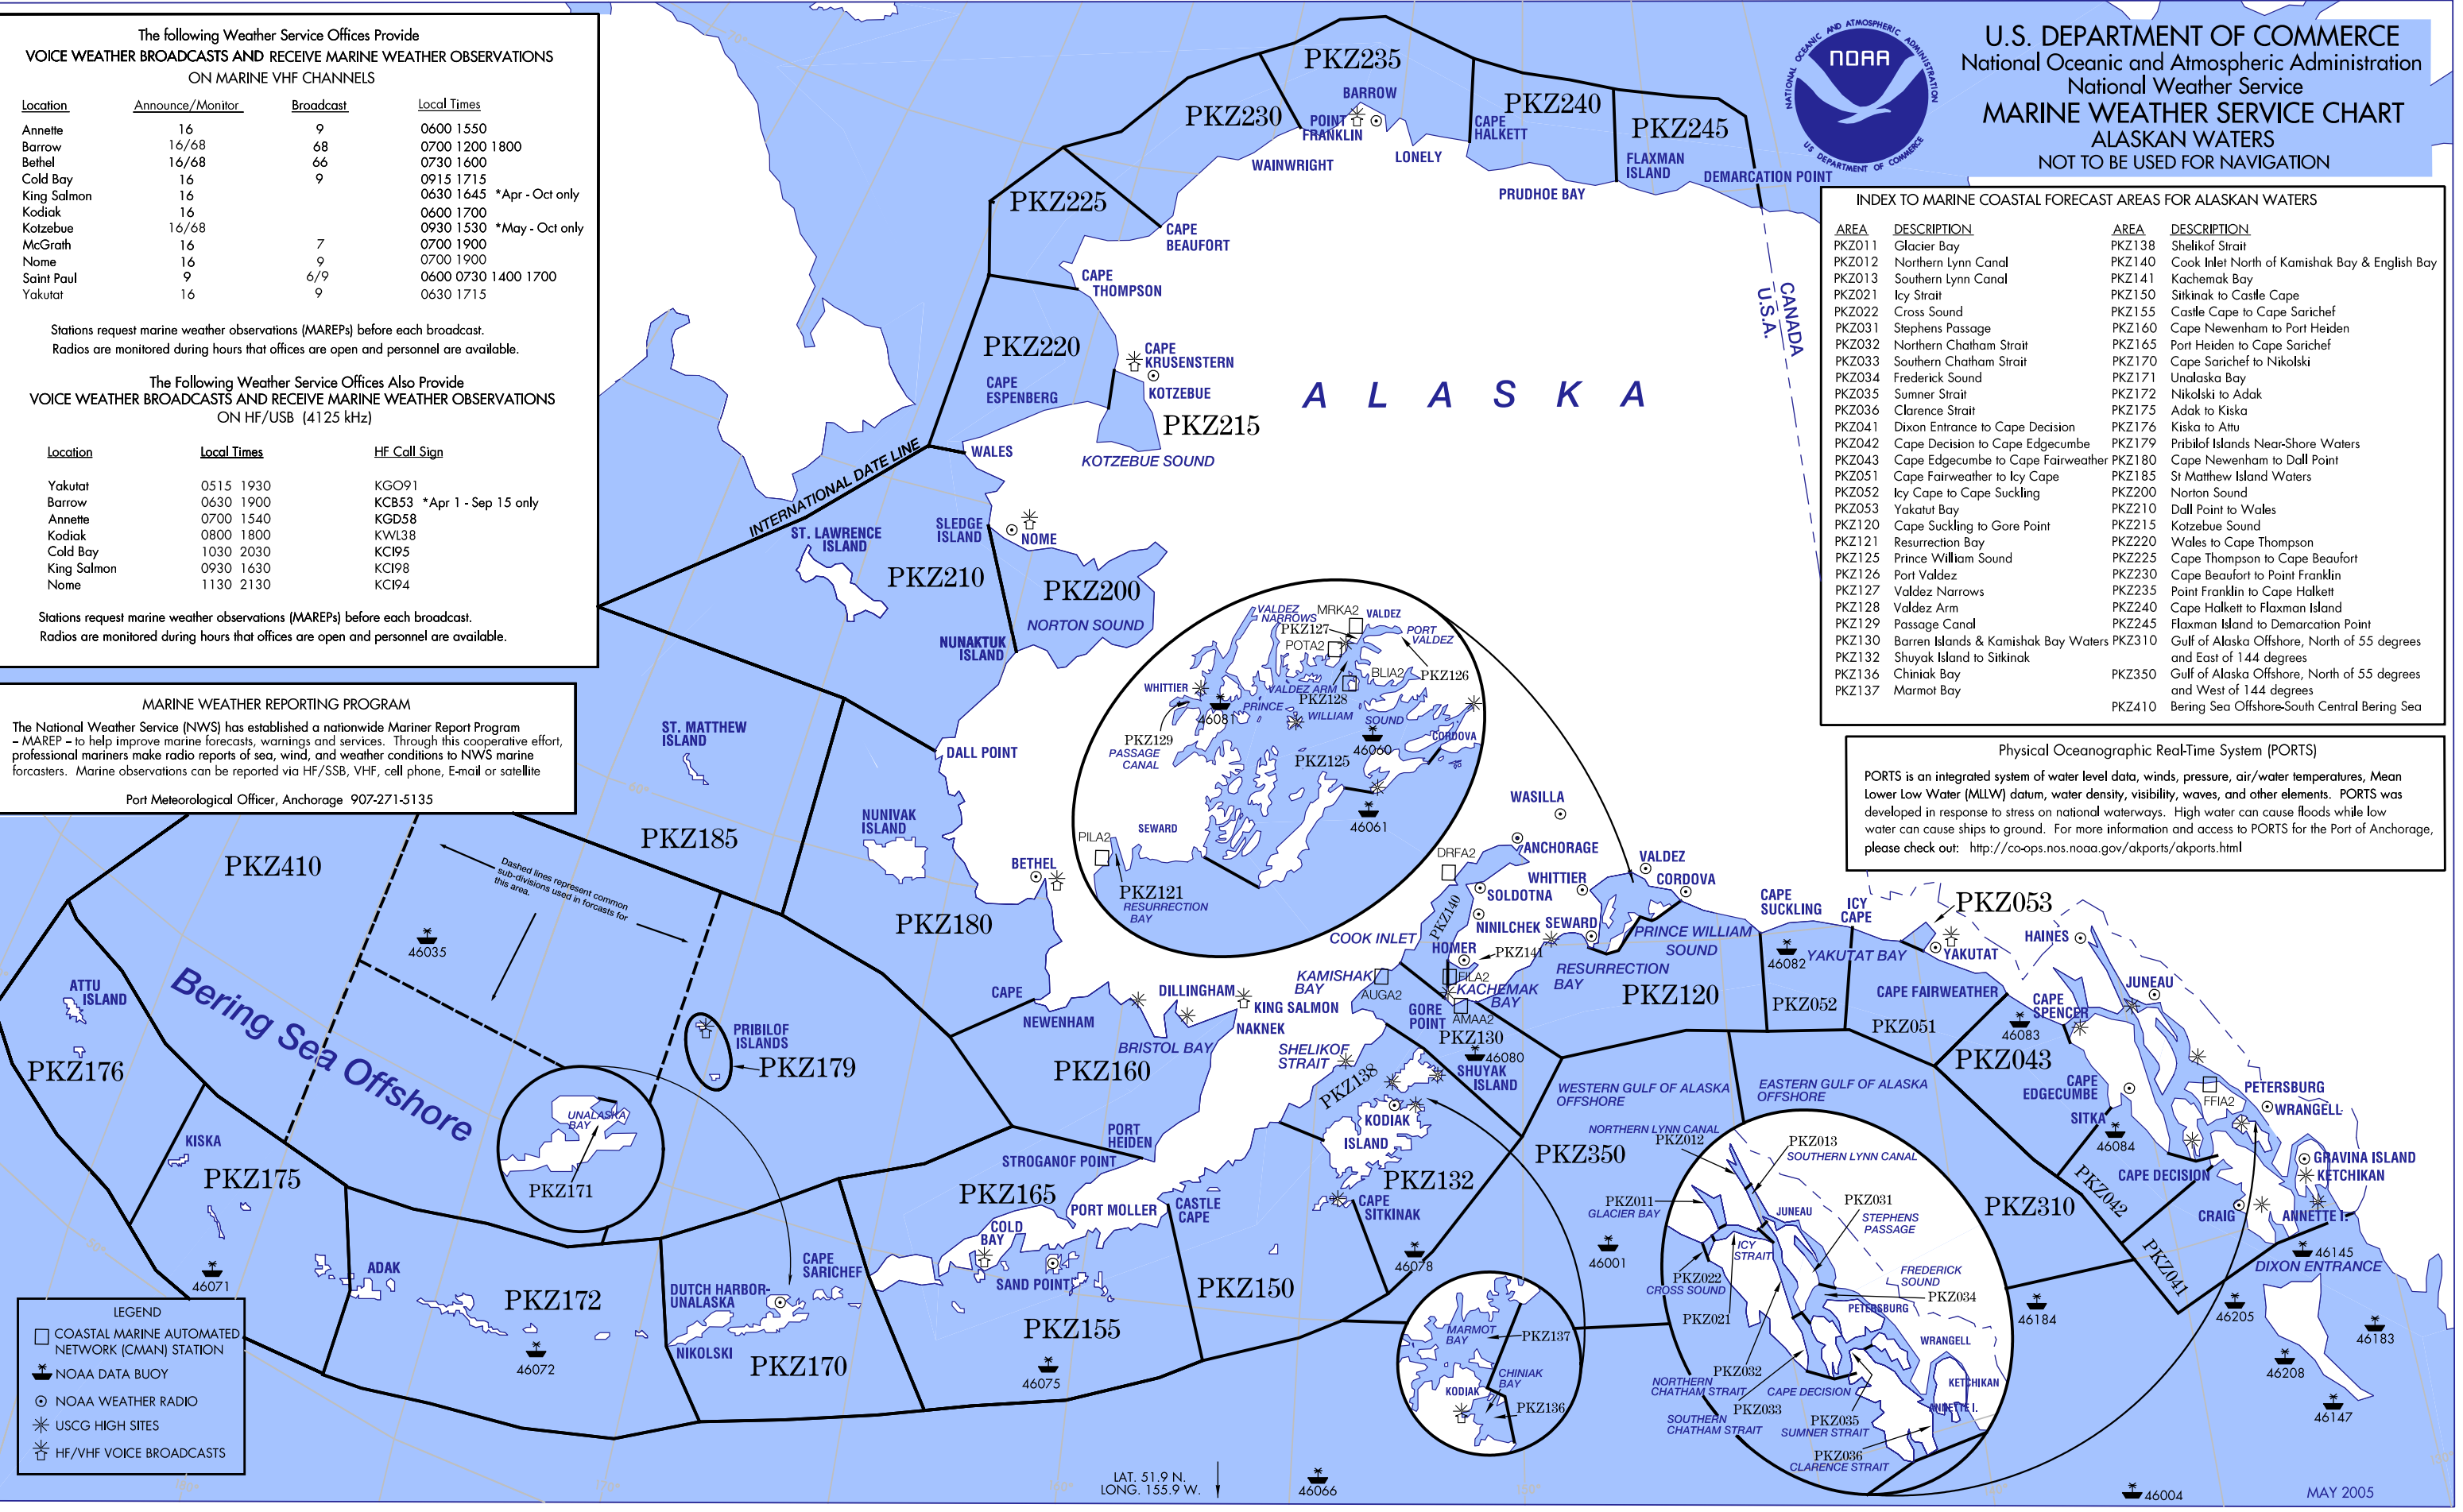 The following Weather Service Offices Provide
VOICE WEATHER BROADCASTS AND RECEIVE MARINE WEATHER OBSERVATIONS
ON MARINE VHF CHANNELS
Location Announce/Monitor Broadcast Local Times
Annette 16 9 0600 1550
Barrow 16/68 68 0700 1200 1800
Bethel 16/68 66 0730 1600
Cold Bay 16 9 0915 1715
King Salmon 16 0630 1645 *Apr - Oct only
Kodiak 16 0600 1700
Kotzebue 16/68 0930 1530 *May - Oct only
McGrath 16 7 0700 1900
Nome 16 9 0700 1900
Saint Paul 9 6/9 0600 0730 1400 1700
Yakutat 16 9 0630 1715
Stations request marine weather observations (MAREPs) before each broadcast.
Radios are monitored during hours that offices are open and personnel are available.
The Following Weather Service Offices Also Provide
VOICE WEATHER BROADCASTS AND RECEIVE MARINE WEATHER OBSERVATIONS
ON HF/USB (4125 kHz)
Location Local Times HF Call Sign
Yakutat 0515 1930 KGO91
Barrow 0630 1900 KCB53 *Apr 1 - Sep 15 only
Annette 0700 1540 KGD58
Kodiak 0800 1800 KWL38
Cold Bay 1030 2030 KCI95
King Salmon 0930 1630 KCI98
Nome 1130 2130 KCI94
Stations request marine weather observations (MAREPs) before each broadcast.
Radios are monitored during hours that offices are open and personnel are available.
MARINE WEATHER REPORTING PROGRAM
The National Weather Service (NWS) has established a nationwide Mariner Report Program
– MAREP – to help improve marine forecasts, warnings and services. Through this cooperative effort,
professional mariners make radio reports of sea, wind, and weather conditions to NWS marine
forcasters. Marine observations can be reported via HF/SSB, VHF, cell phone, E-mail or satellite
Port Meteorological Officer, Anchorage 907-271-5135
NATIONAL OCEANIC AND ATMOSPHERIC ADMINISTRATION
NOAA
US DEPARTMENT OF COMMERCE
U.S. DEPARTMENT OF COMMERCE
National Oceanic and Atmospheric Administration
National Weather Service
MARINE WEATHER SERVICE CHART
ALASKAN WATERS
NOT TO BE USED FOR NAVIGATION
INDEX TO MARINE COASTAL FORECAST AREAS FOR ALASKAN WATERS
AREA DESCRIPTION AREA DESCRIPTION
PKZ011 Glacier Bay PKZ138 Shelikof Strait
PKZ012 Northern Lynn Canal PKZ140 Cook Inlet North of Kamishak Bay & English Bay
PKZ013 Southern Lynn Canal PKZ141 Kachemak Bay
PKZ021 Icy Strait PKZ150 Sitkinak to Castle Cape
PKZ022 Cross Sound PKZ155 Castle Cape to Cape Sarichef
PKZ031 Stephens Passage PKZ160 Cape Newenham to Port Heiden
PKZ032 Northern Chatham Strait PKZ165 Port Heiden to Cape Sarichef
PKZ033 Southern Chatham Strait PKZ170 Cape Sarichef to Nikolski
PKZ034 Frederick Sound PKZ171 Unalaska Bay
PKZ035 Sumner Strait PKZ172 Nikolski to Adak
PKZ036 Clarence Strait PKZ175 Adak to Kiska
PKZ041 Dixon Entrance to Cape Decision PKZ176 Kiska to Attu
PKZ042 Cape Decision to Cape Edgecumbe PKZ179 Pribilof Islands Near-Shore Waters
PKZ043 Cape Edgecumbe to Cape Fairweather PKZ180 Cape Newenham to Dall Point
PKZ051 Cape Fairweather to Icy Cape PKZ185 St Matthew Island Waters
PKZ052 Icy Cape to Cape Suckling PKZ200 Norton Sound
PKZ053 Yakatut Bay PKZ210 Dall Point to Wales
PKZ120 Cape Suckling to Gore Point PKZ215 Kotzebue Sound
PKZ121 Resurrection Bay PKZ220 Wales to Cape Thompson
PKZ125 Prince William Sound PKZ225 Cape Thompson to Cape Beaufort
PKZ126 Port Valdez PKZ230 Cape Beaufort to Point Franklin
PKZ127 Valdez Narrows PKZ235 Point Franklin to Cape Halkett
PKZ128 Valdez Arm PKZ240 Cape Halkett to Flaxman Island
PKZ129 Passage Canal PKZ245 Flaxman Island to Demarcation Point
PKZ130 Barren Islands & Kamishak Bay Waters PKZ310 Gulf of Alaska Offshore, North of 55 degrees
PKZ132 Shuyak Island to Sitkinak and East of 144 degrees
PKZ136 Chiniak Bay PKZ350 Gulf of Alaska Offshore, North of 55 degrees
PKZ137 Marmot Bay and West of 144 degrees
PKZ410 Bering Sea Offshore-South Central Bering Sea
Physical Oceanographic Real-Time System (PORTS)
PORTS is an integrated system of water level data, winds, pressure, air/water temperatures, Mean
Lower Low Water (MLLW) datum, water density, visibility, waves, and other elements. PORTS was
developed in response to stress on national waterways. High water can cause floods while low
water can cause ships to ground. For more information and access to PORTS for the Port of Anchorage,
please check out: http://co-ops.nos.noaa.gov/akports/akports.html
PKZ235
BARROW
PKZ230
POINT
FRANKLIN
CAPE
HALKETT
PKZ240
PKZ245
WAINWRIGHT
LONELY
FLAXMAN
ISLAND
PRUDHOE BAY
DEMARCATION POINT
PKZ225
CAPE
BEAUFORT
CAPE
THOMPSON
CANADA
U.S.A.
PKZ220
CAPE
KRUSENSTERN
CAPE
ESPENBERG
KOTZEBUE
ALASKA
PKZ215
KOTZEBUE SOUND
INTERNATIONAL DATE LINE
WALES
SLEDGE
ISLAND
NOME
ST. LAWRENCE
ISLAND
PKZ210
PKZ200
NORTON SOUND
NUNAKTUK
ISLAND
VALDEZ
NARROWS
MRKA2
VALDEZ
PKZ127
PORT
VALDEZ
POTA2
BLIA2
PKZ126
WHITTIER
VALDEZ ARM
PKZ128
46081
PRINCE
WILLIAM
SOUND
PKZ129
PASSAGE
CANAL
46060
CORDOVA
PKZ125
46061
SEWARD
PILA2
PKZ121
RESURRECTION
BAY
ST. MATTHEW
ISLAND
DALL POINT
PKZ185
NUNIVAK
ISLAND
BETHEL
PKZ180
PKZ410
Dashed lines represent common
sub-divisions used in forcasts for
this area.
46035
Bering Sea Offshore
ATTU
ISLAND
PKZ176
KISKA
PKZ175
46071
PRIBILOF
ISLANDS
PKZ179
UNALASKA
BAY
PKZ171
CAPE
NEWENHAM
DILLINGHAM
KING SALMON
NAKNEK
BRISTOL BAY
PKZ160
PORT
HEIDEN
STROGANOF POINT
PKZ165
PORT MOLLER
COLD
BAY
SAND POINT
CASTLE
CAPE
CAPE
SARICHEF
DUTCH HARBOR-
UNALASKA
NIKOLSKI
PKZ170
ADAK
PKZ172
46072
PKZ155
46075
PKZ150
WASILLA
ANCHORAGE
DRFA2
SOLDOTNA
WHITTIER
VALDEZ
CORDOVA
PKZ140
NINILCHEK
SEWARD
COOK INLET
HOMER
PKZ141
PRINCE WILLIAM
SOUND
KAMISHAK
BAY
AUGA2
FILA2
KACHEMAK
BAY
RESURRECTION
BAY
PKZ120
GORE
POINT
AMAA2
PKZ130
46080
SHELIKOF
STRAIT
PKZ138
SHUYAK
ISLAND
KODIAK
ISLAND
PKZ132
CAPE
SITKINAK
46078
CAPE
SUCKLING
ICY
CAPE
PKZ053
46082
YAKUTAT BAY
YAKUTAT
PKZ052
CAPE FAIRWEATHER
PKZ051
HAINES
JUNEAU
CAPE
SPENCER
46083
PKZ043
WESTERN GULF OF ALASKA
OFFSHORE
EASTERN GULF OF ALASKA
OFFSHORE
CAPE
EDGECUMBE
SITKA
46084
PETERSBURG
WRANGELL
FFIA2
PKZ350
PKZ310
CAPE DECISION
PKZ042
GRAVINA ISLAND
KETCHIKAN
CRAIG
ANNETTE I.
PKZ041
46145
DIXON ENTRANCE
46001
46184
46205
46183
46208
46147
NORTHERN LYNN CANAL
PKZ012
PKZ013
SOUTHERN LYNN CANAL
PKZ011
GLACIER BAY
JUNEAU
PKZ031
STEPHENS
PASSAGE
ICY
STRAIT
PKZ022
CROSS SOUND
PKZ021
FREDERICK
SOUND
PKZ034
PETERSBURG
WRANGELL
PKZ032
NORTHERN
CHATHAM STRAIT
PKZ033
CAPE DECISION
SOUTHERN
CHATHAM STRAIT
PKZ035
SUMNER STRAIT
KETCHIKAN
ANNETTE I.
PKZ036
CLARENCE STRAIT
MARMOT
BAY
PKZ137
CHINIAK
BAY
KODIAK
PKZ136
LEGEND
COASTAL MARINE AUTOMATED
NETWORK (CMAN) STATION
NOAA DATA BUOY
NOAA WEATHER RADIO
USCG HIGH SITES
HF/VHF VOICE BROADCASTS
LAT. 51.9 N.
LONG. 155.9 W.
46066
46004
MAY 2005